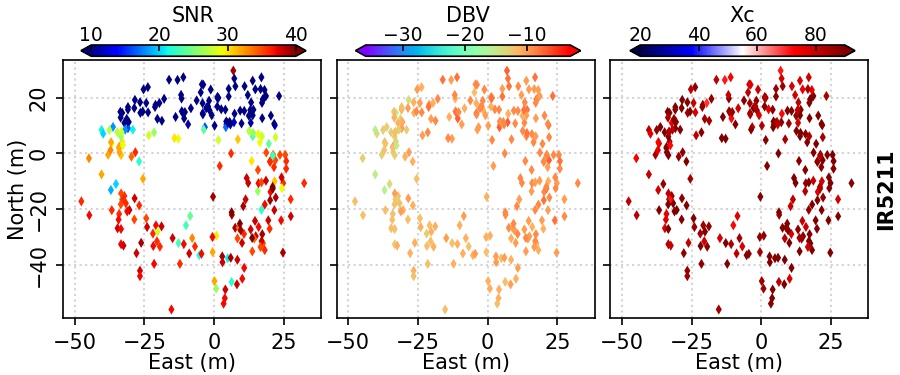 SNR DBV Xc
10 20 30 40 −30 −20 −10 20 40 60 80
20
0
−20
−40
North (m)
IR5211
−50 −25 0 25 −50 −25 0 25 −50 −25 0 25
East (m) East (m) East (m)